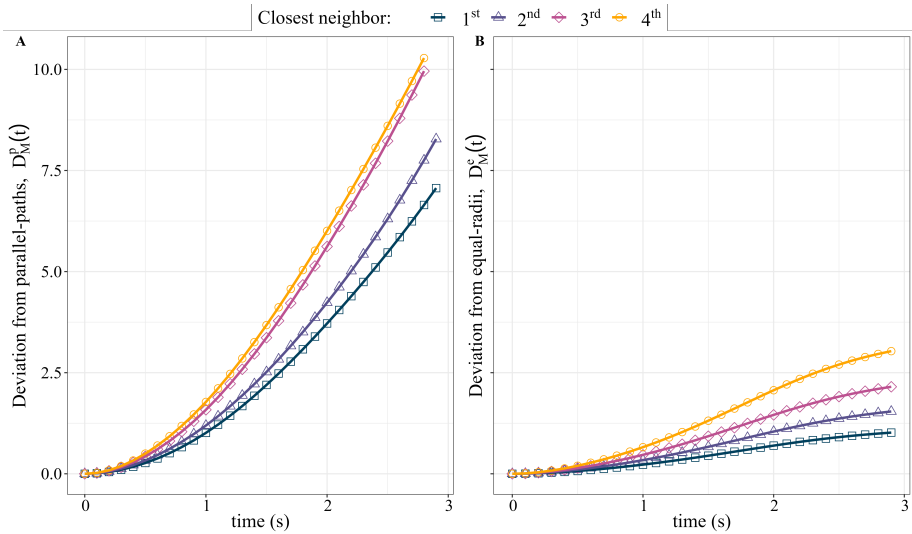 Closest neighbor: 1st 2nd 3rd 4th
A
B
Deviation from parallel-paths, D_M^p(t)
10.0
7.5
5.0
2.5
0.0
0 1 2 3
time (s)
Deviation from equal-radii, D_M^e(t)
0 1 2 3
time (s)